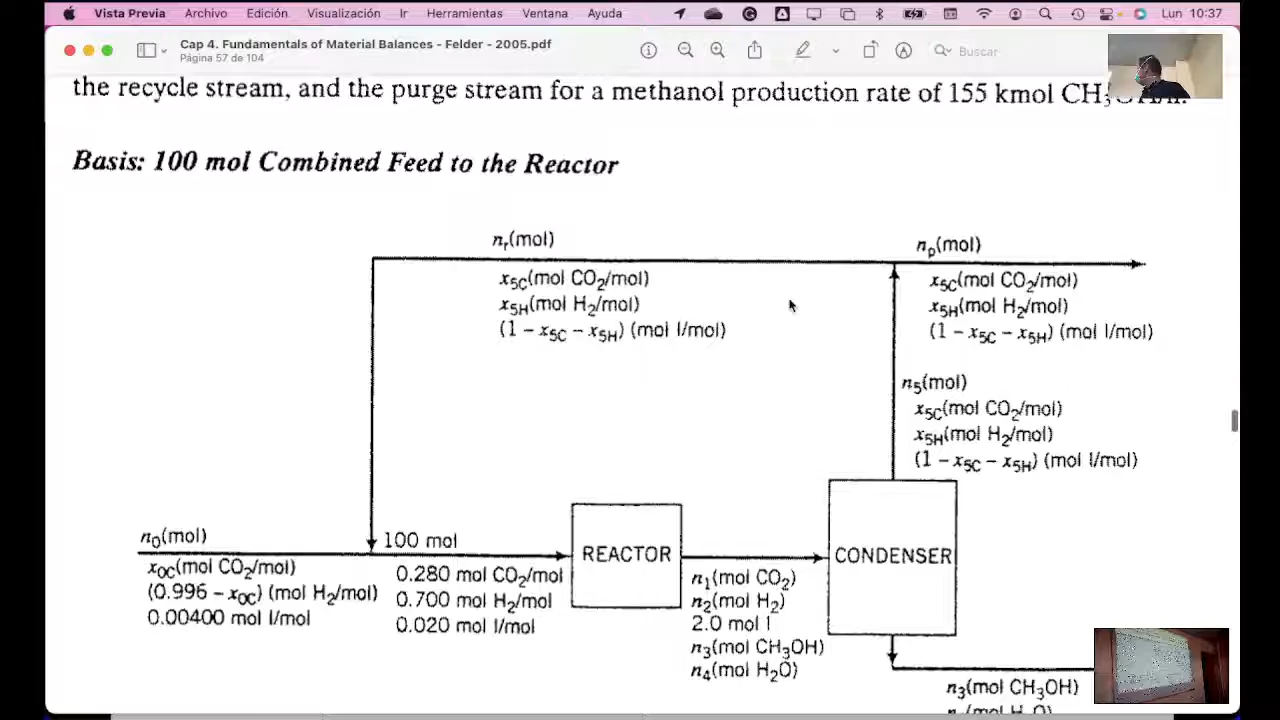 Vista Previa Archivo Edición Visualización Ir Herramientas Ventana Ayuda Lun 10:37
Cap 4. Fundamentals of Material Balances - Felder - 2005.pdf
Página 57 de 104
Buscar
the recycle stream, and the purge stream for a methanol production rate of 155 kmol
Basis: 100 mol Combined Feed to the Reactor
nr(mol)
x5C(mol CO2/mol)
x5H(mol H2/mol)
(1 − x5C − x5H) (mol I/mol)
np(mol)
x5C(mol CO2/mol)
x5H(mol H2/mol)
(1 − x5C − x5H) (mol I/mol)
n5(mol)
x5C(mol CO2/mol)
x5H(mol H2/mol)
(1 − x5C − x5H) (mol I/mol)
n0(mol)
x0C(mol CO2/mol)
(0.996 − x0C) (mol H2/mol)
0.00400 mol I/mol
100 mol
0.280 mol CO2/mol
0.700 mol H2/mol
0.020 mol I/mol
REACTOR
n1(mol CO2)
n2(mol H2)
2.0 mol I
n3(mol CH3OH)
n4(mol H2O)
CONDENSER
n3(mol CH3OH)